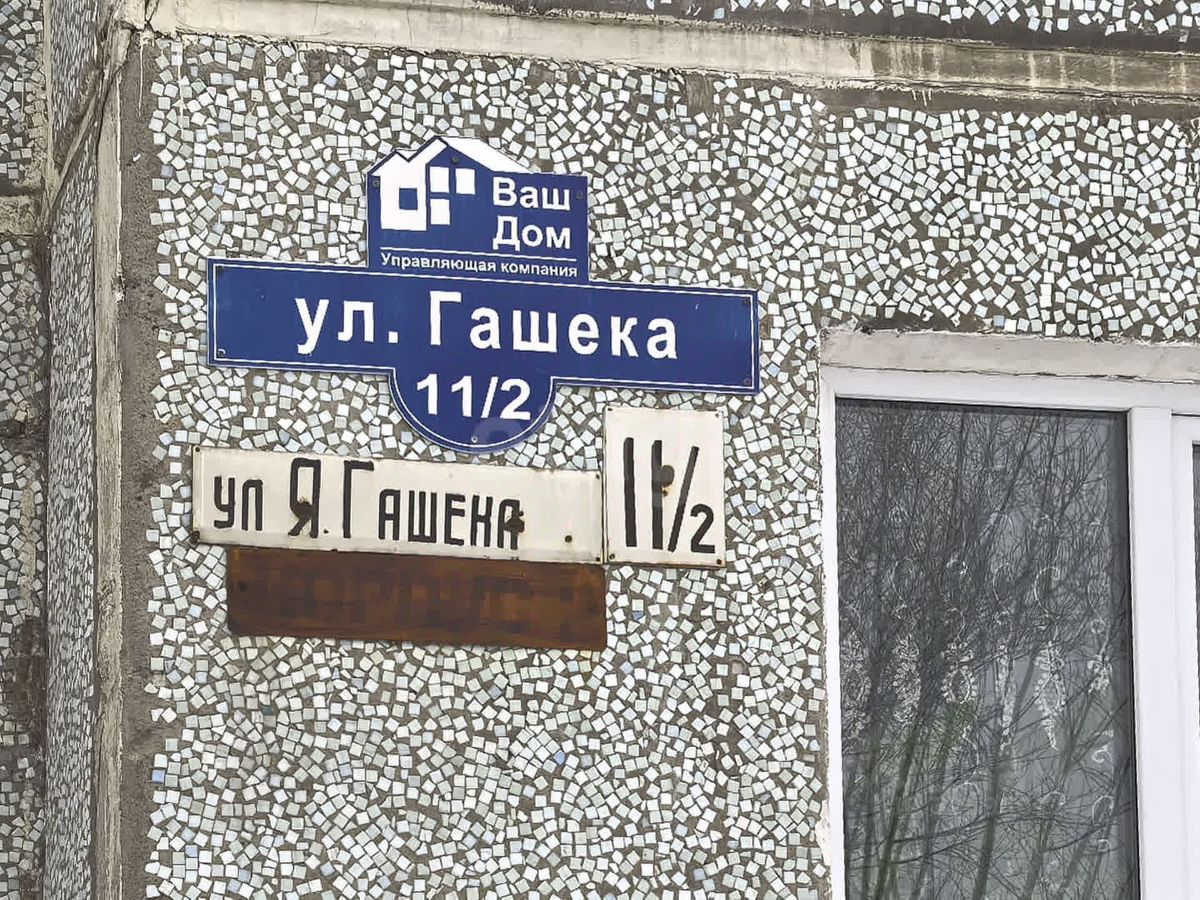 Ваш
Дом
Управляющая компания
ул. Гашека
11/2
ул Я.Гашека
11/2